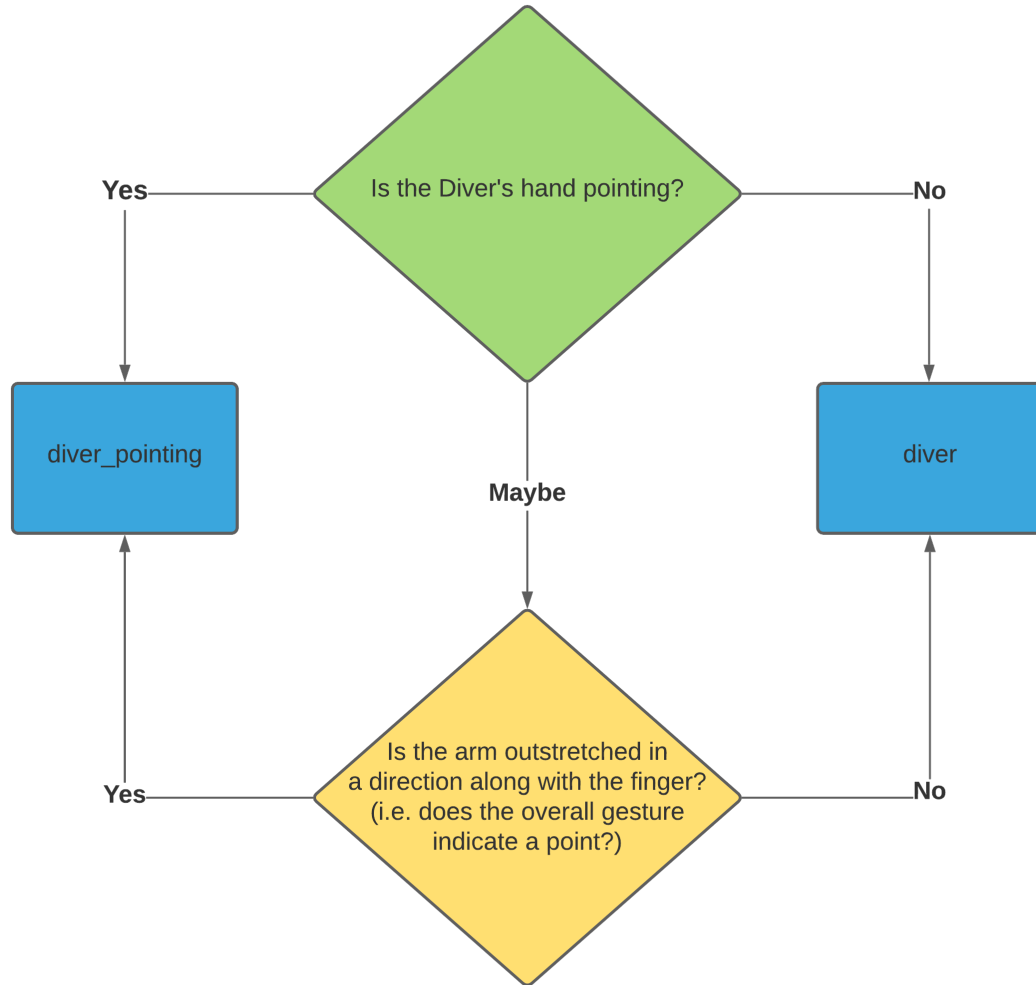 Is the Diver's hand pointing?
Yes
No
diver_pointing
diver
Maybe
Is the arm outstretched in
a direction along with the finger?
(i.e. does the overall gesture
indicate a point?)
Yes
No